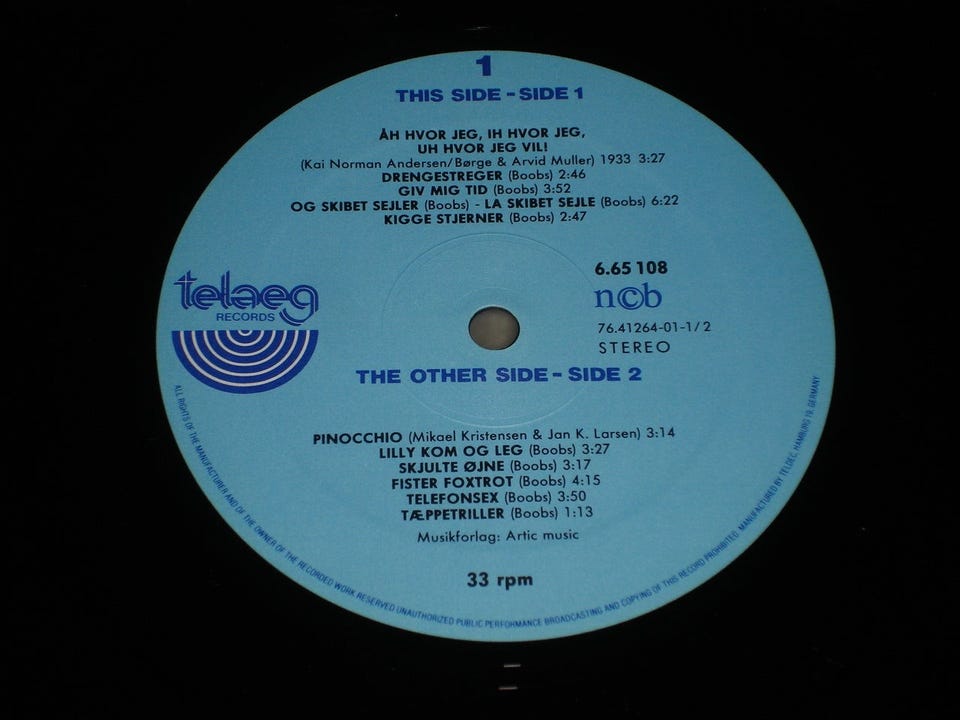 1
THIS SIDE - SIDE 1
ÅH HVOR JEG, IH HVOR JEG,
UH HVOR JEG VIL!
(Kai Norman Andersen/Børge & Arvid Muller) 1933 3:27
DRENGESTREGER (Boobs) 2:46
GIV MIG TID (Boobs) 3:52
OG SKIBET SEJLER (Boobs) - LA SKIBET SEJLE (Boobs) 6:22
KIGGE STJERNER (Boobs) 2:47
telaeg
RECORDS
6.65 108
n©b
76.41264-01-1/2
STEREO
THE OTHER SIDE - SIDE 2
PINOCCHIO (Mikael Kristensen & Jan K. Larsen) 3:14
LILLY KOM OG LEG (Boobs) 3:27
SKJULTE ØJNE (Boobs) 3:17
FISTER FOXTROT (Boobs) 4:15
TELEFONSEX (Boobs) 3:50
TÆPPETRILLER (Boobs) 1:13
Musikforlag: Artic music
33 rpm
ALL RIGHTS OF THE MANUFACTURER AND OF THE OWNER OF THE RECORDED WORK RESERVED UNAUTHORIZED PUBLIC PERFORMANCE BROADCASTING AND COPYING OF THIS RECORD PROHIBITED. MANUFACTURED BY TELDEC, HAMBURG 19, GERMANY